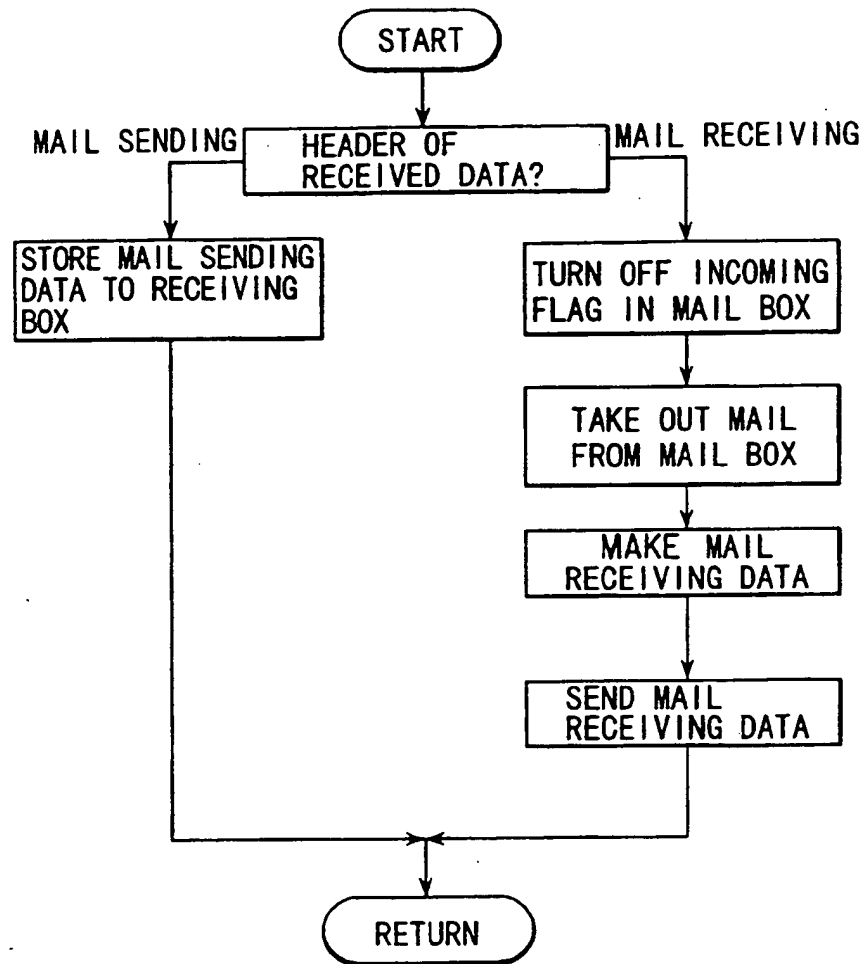 START
MAIL SENDING
HEADER OF
RECEIVED DATA?
MAIL RECEIVING
STORE MAIL SENDING
DATA TO RECEIVING
BOX
TURN OFF INCOMING
FLAG IN MAIL BOX
TAKE OUT MAIL
FROM MAIL BOX
MAKE MAIL
RECEIVING DATA
SEND MAIL
RECEIVING DATA
RETURN